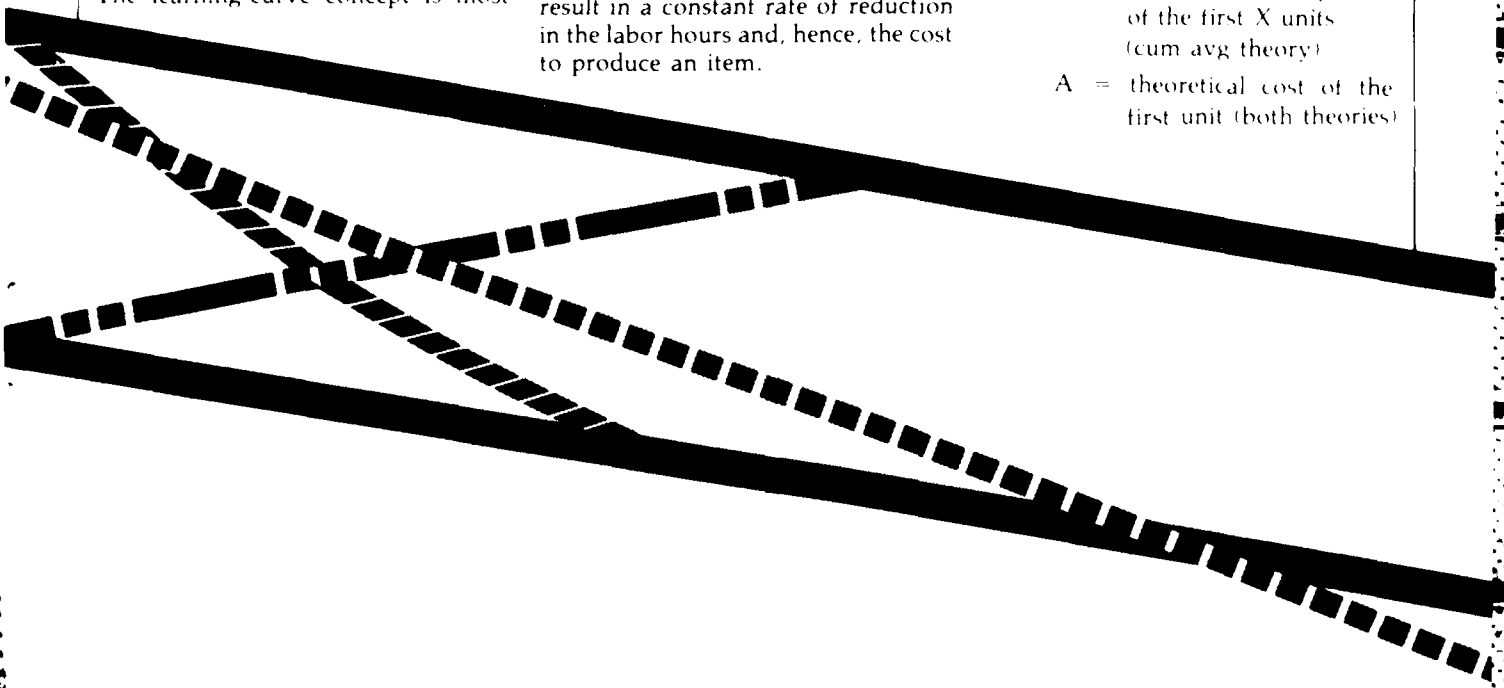 The learning-curve concept is most
result in a constant rate of reduction
in the labor hours and, hence, the cost
to produce an item.
of the first X units
(cum avg theory)
A = theoretical cost of the
first unit (both theories)